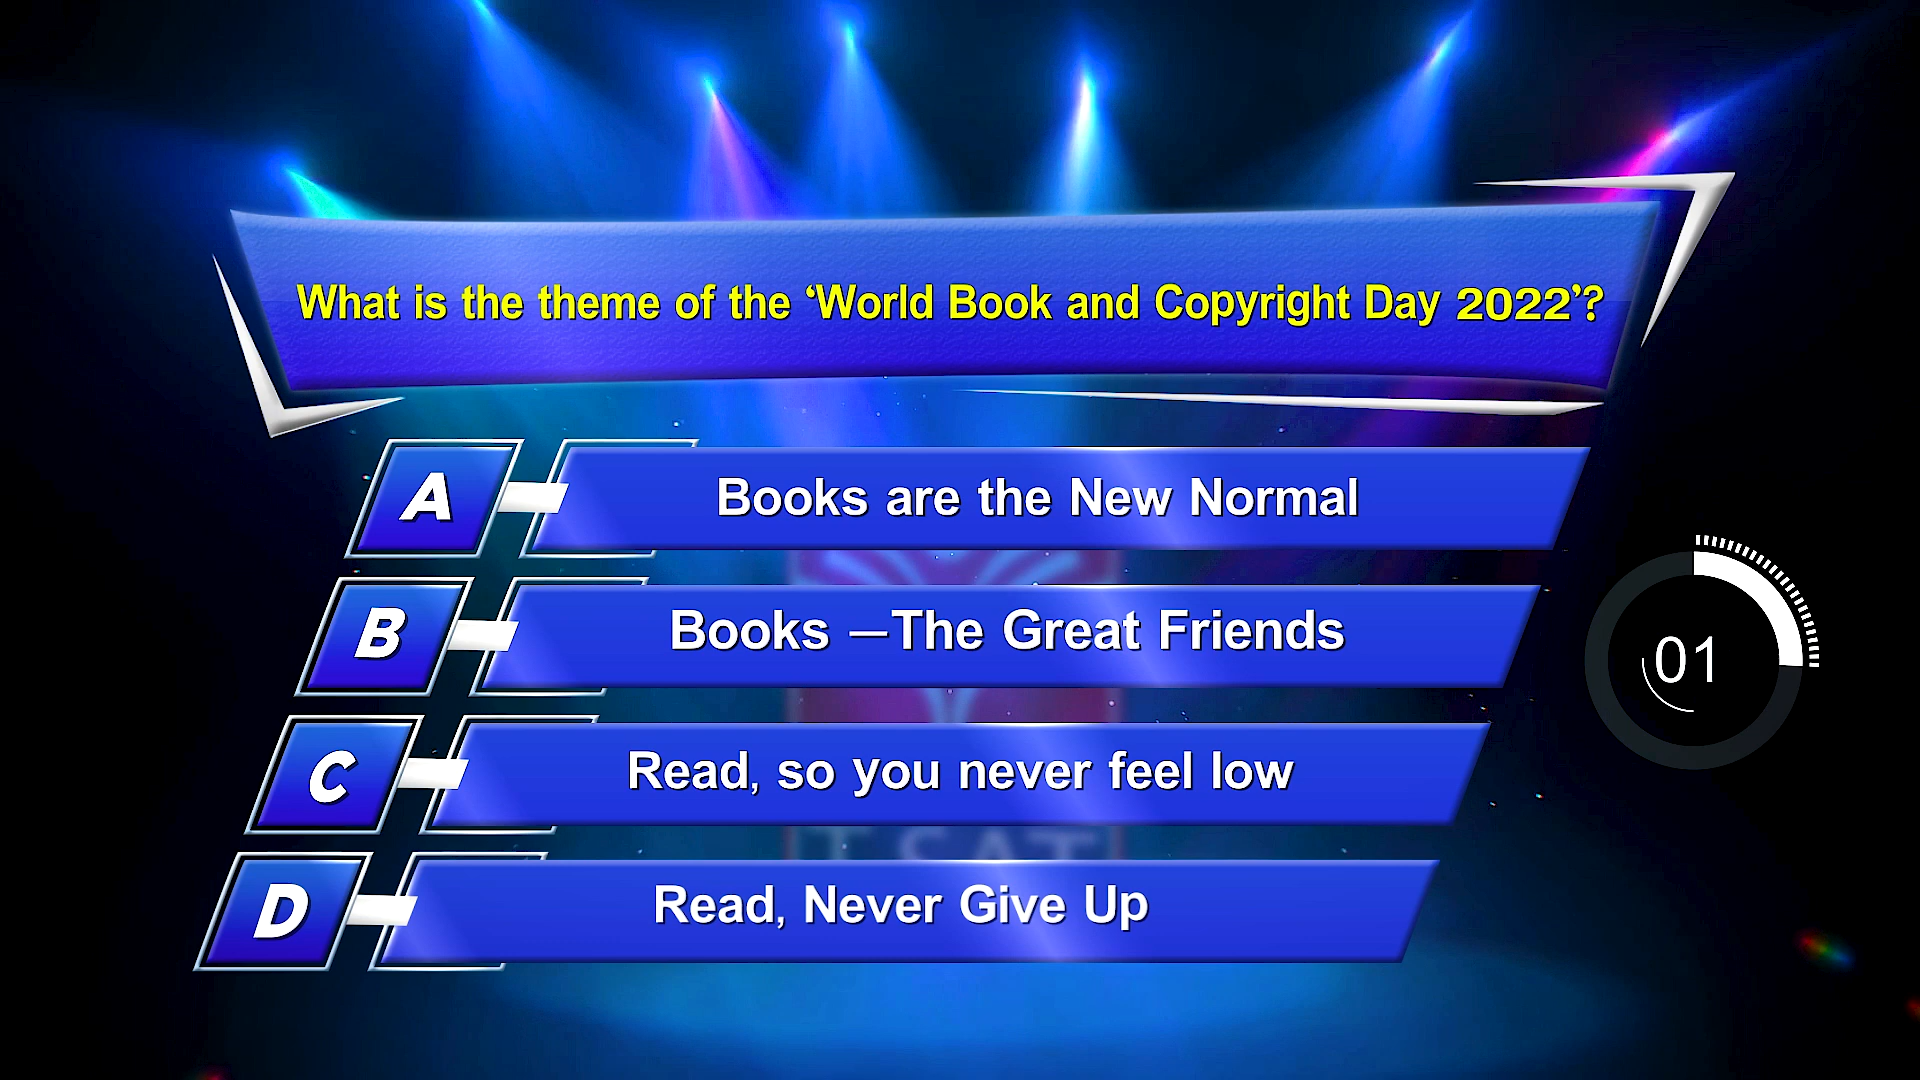 What is the theme of the ‘World Book and Copyright Day 2022’?
A Books are the New Normal
B Books –The Great Friends
01
C Read, so you never feel low
T SAT
D Read, Never Give Up